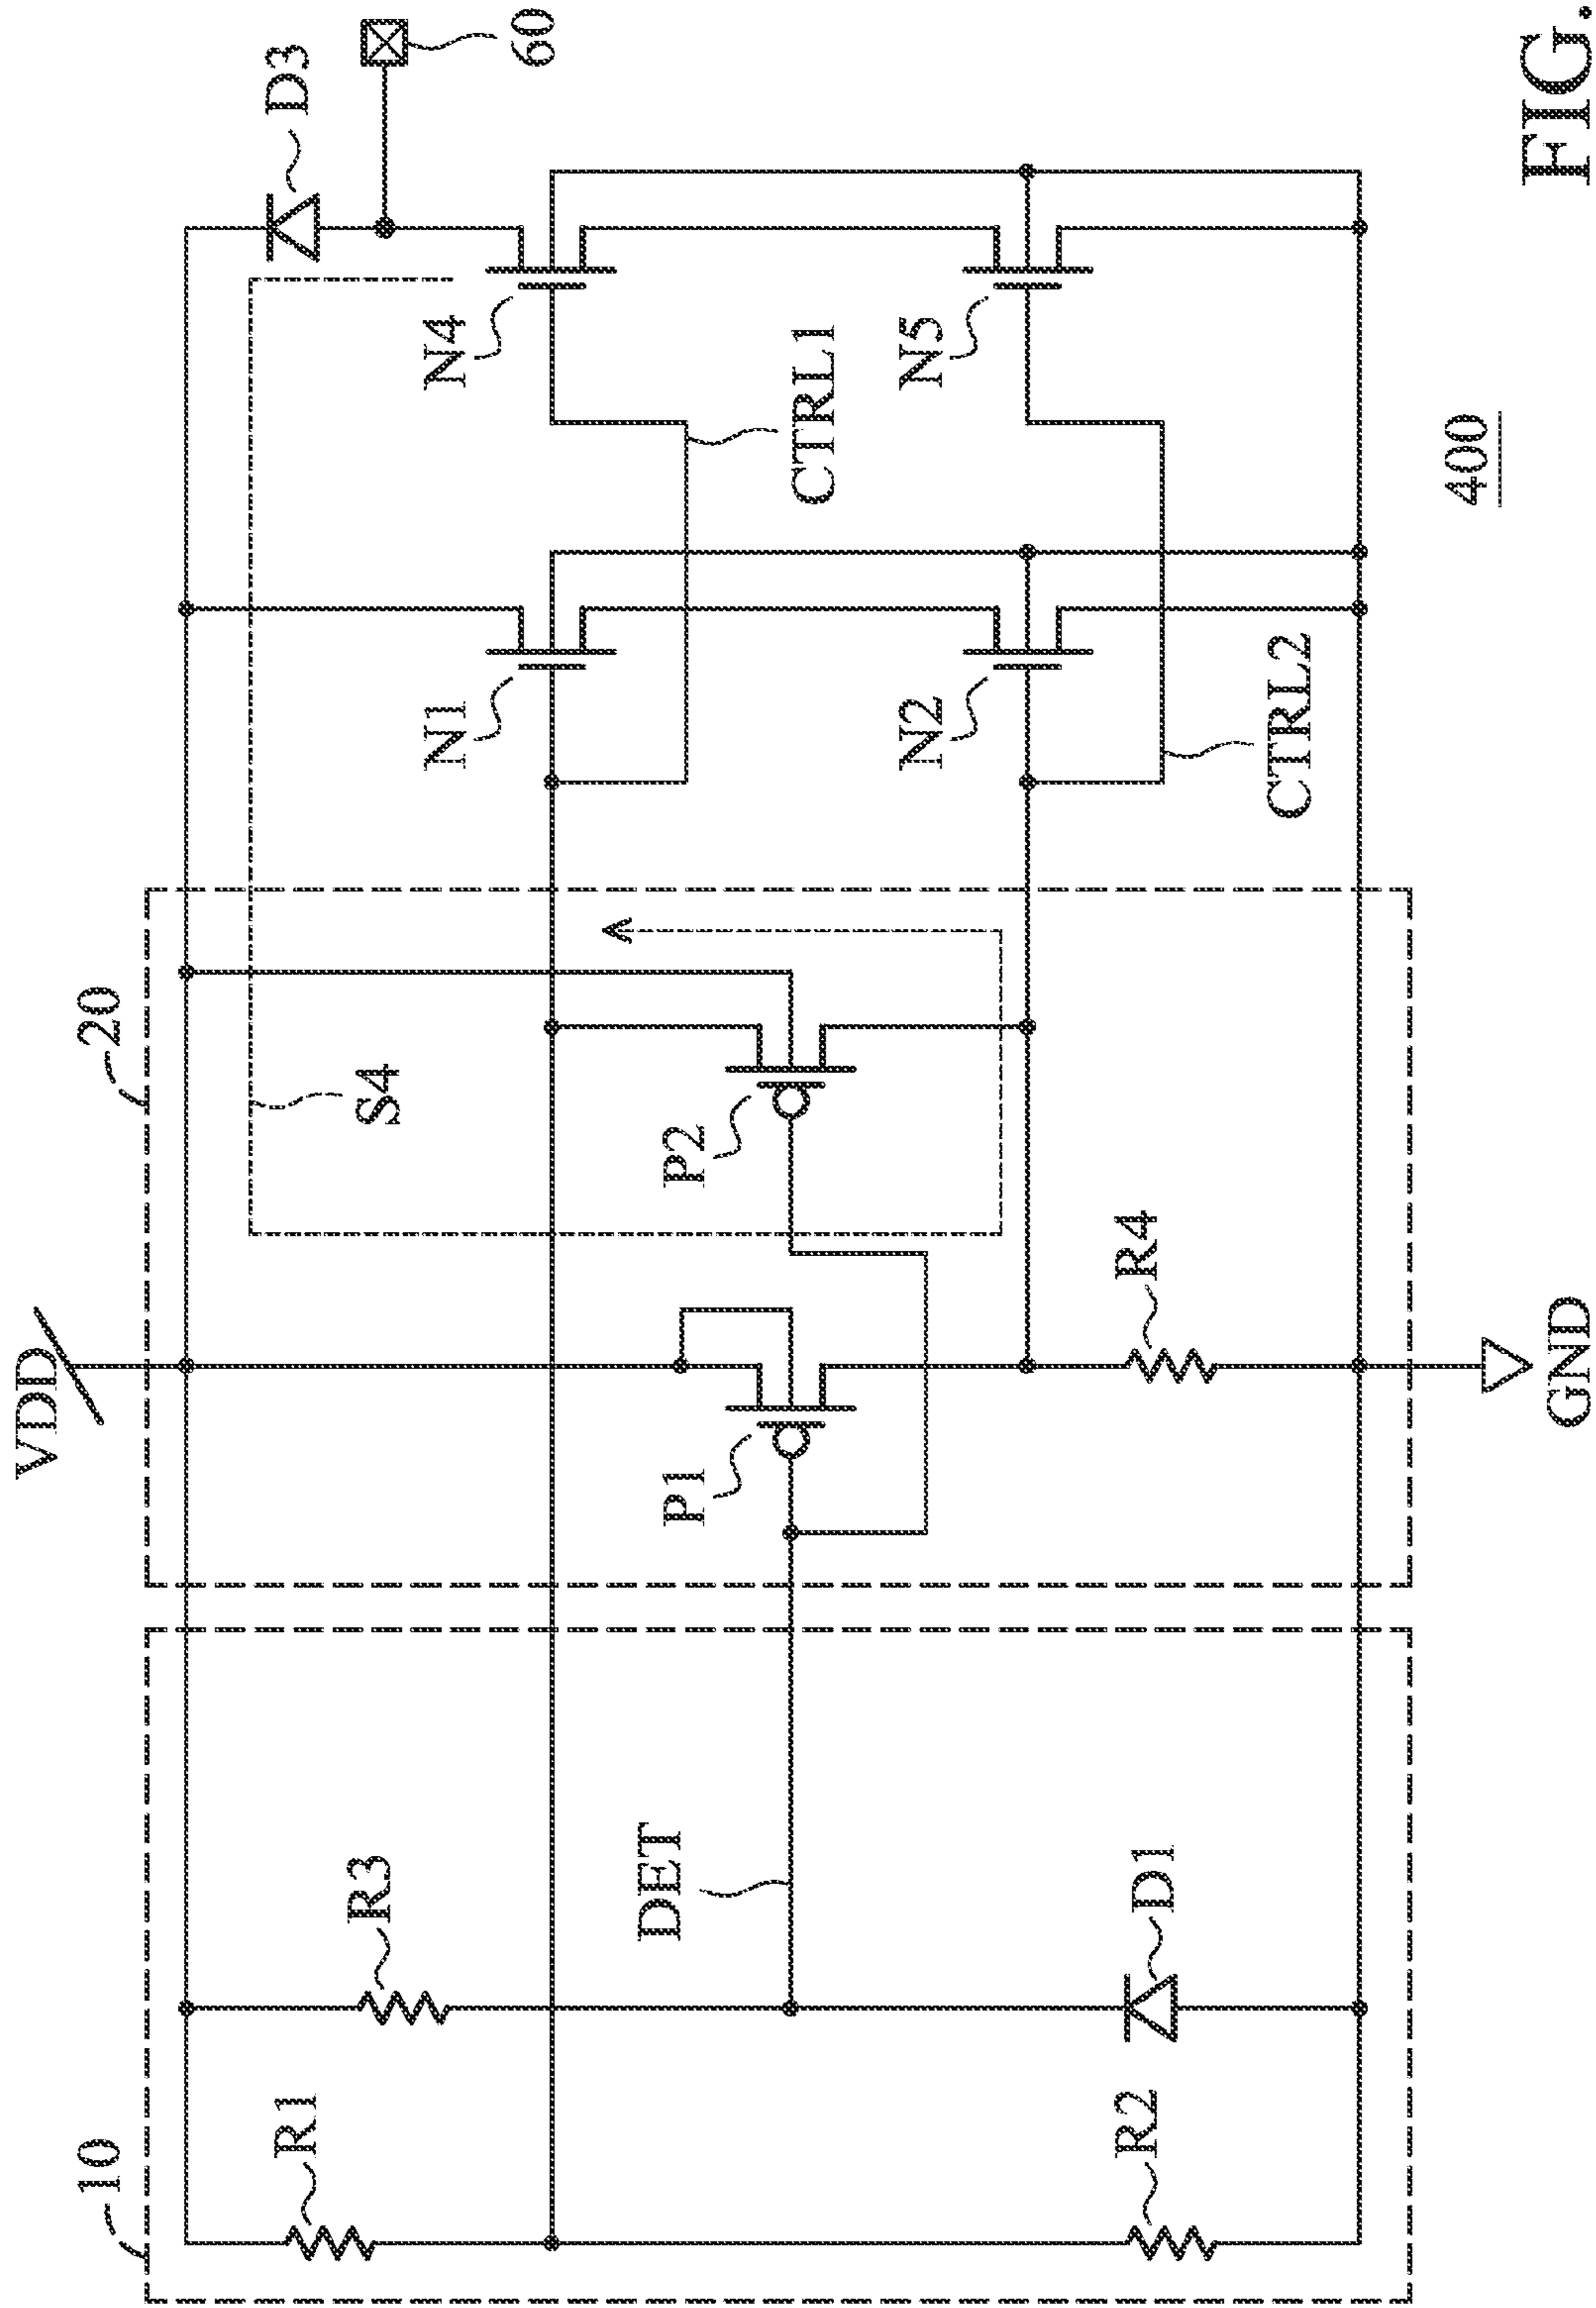 VDD
10
20
R1
R3
S4
N1
N4
D3
60
P1
P2
DET
CTRL1
N2
N5
R2
D1
R4
CTRL2
GND
400
FIG.